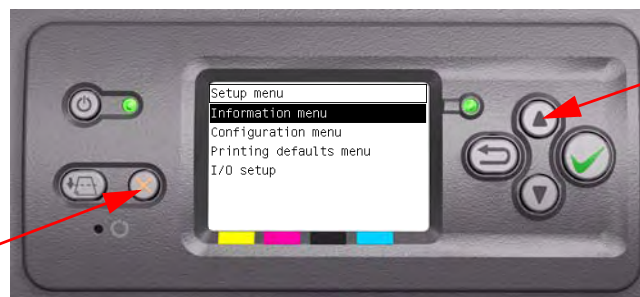 Setup menu
Information menu
Configuration menu
Printing defaults menu
I/O setup